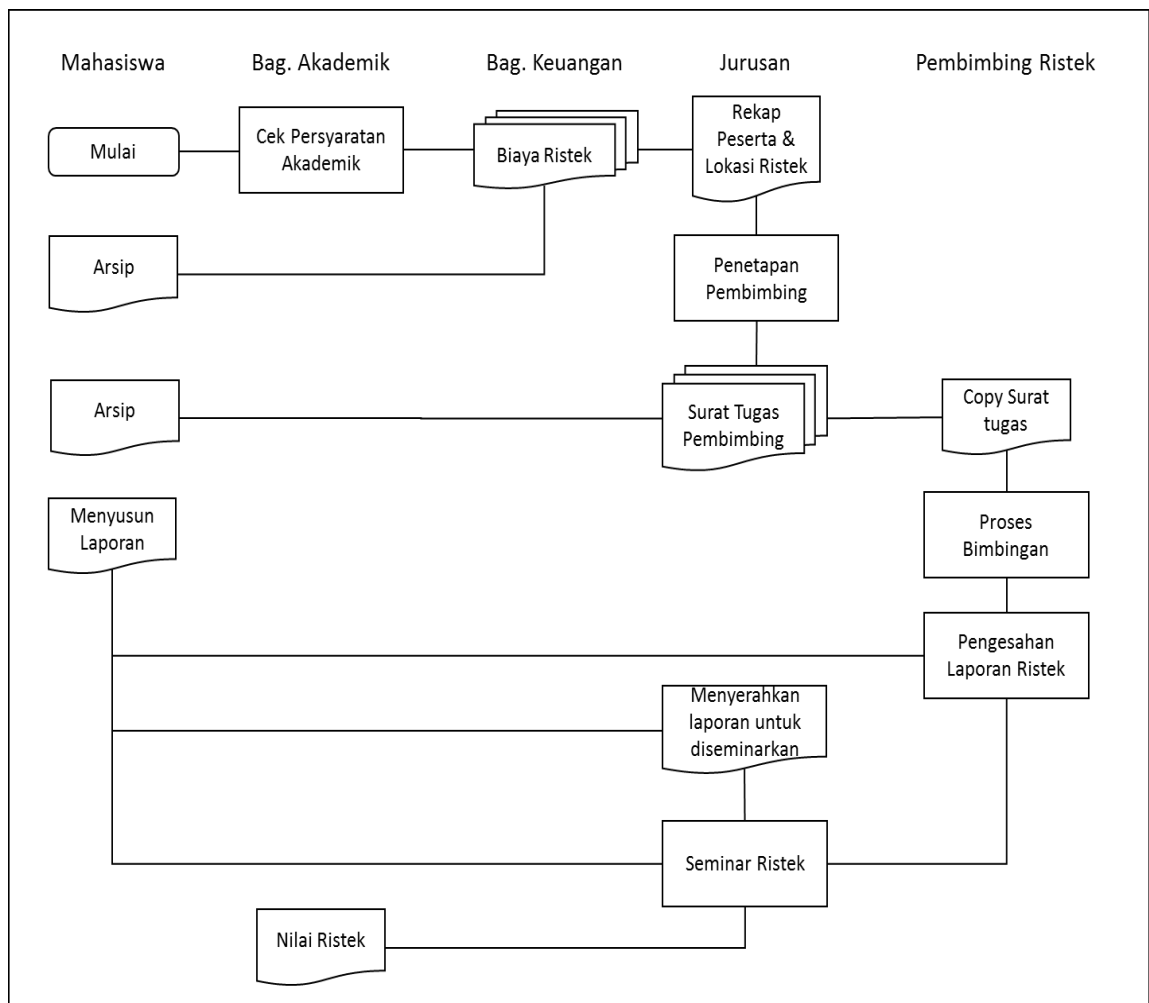 Mahasiswa
Bag. Akademik
Bag. Keuangan
Jurusan
Pembimbing Ristek
Mulai
Cek Persyaratan
Akademik
Biaya Ristek
Rekap
Peserta &
Lokasi Ristek
Arsip
Penetapan
Pembimbing
Arsip
Surat Tugas
Pembimbing
Copy Surat
tugas
Menyusun
Laporan
Proses
Bimbingan
Pengesahan
Laporan Ristek
Menyerahkan
laporan untuk
diseminarkan
Seminar Ristek
Nilai Ristek